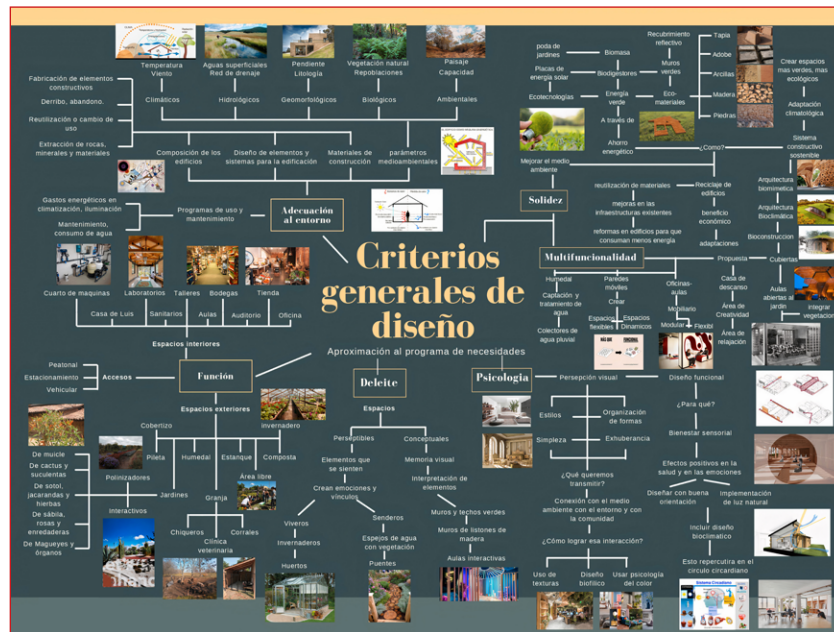 Criterios
generales de
diseño
Aproximación al programa de necesidades
Temperatura
Viento
Climáticos
Aguas superficiales
Red de drenaje
Hidrológicos
Pendiente
Litología
Geomorfológicos
Vegetación natural
Repoblaciones
Biológicos
Paisaje
Capacidad
Ambientales
Fabricación de elementos
constructivos
Derribo, abandono.
Reutilización o cambio de
uso
Extracción de rocas,
minerales y materiales
Composición de los
edificios
Diseño de elementos y
sistemas para la edificación
Materiales de
construcción
parámetros
medioambientales
Gastos energéticos en
climatización, iluminación
Mantenimiento,
consumo de agua
Programas de uso y
mantenimiento
Adecuación
al entorno
Cuarto de maquinas
Laboratorios
Talleres
Bodegas
Tienda
Casa de Luis
Sanitarios
Aulas
Auditorio
Oficina
Espacios interiores
Peatonal
Estacionamiento
Vehicular
Accesos
Función
Espacios exteriores
Cobertizo
invernadero
Pileta
Humedal
Estanque
Composta
Área libre
De muicle
De cactus y
suculentas
De sotol,
jacarandas y
hierbas
De sábila,
rosas y
enredaderas
De Magueyes y
órganos
Polinizadores
Interactivos
Jardines
Granja
Chiqueros
Clínica
veterinaria
Corrales
Deleite
Espacios
Perseptibles
Conceptuales
Elementos que
se sienten
Memoria visual
Crean emociones y
vínculos
Interpretación de
elementos
Viveros
Invernaderos
Huertos
Senderos
Espejos de agua
con vegetación
Puentes
Muros y techos verdes
Muros de listones de
madera
Aulas interactivas
Psicologia
Persepción visual
Diseño funcional
Estilos
Organización
de formas
Simpleza
Exhuberancia
¿Qué queremos
transmitir?
Conexión con el medio
ambiente con el entorno y con
la comunidad
¿Cómo lograr esa interacción?
Uso de
texturas
Diseño
biofilico
Usar psicología
del color
¿Para qué?
Bienestar sensorial
Efectos positivos en
la salud y en las emociones
Diseñar con buena
orientación
Implementación
de luz natural
Incluir diseño
bioclimatico
Esto repercutira en el
circulo circardiano
Sistema Circadiano
Solidez
Mejorar el medio
ambiente
poda de
jardines
Biomasa
Placas de
energía solar
Biodigestores
Ecotecnologías
Energía
verde
A través de
Ahorro
energético
Recubrimiento
reflectivo
Muros
verdes
Eco-
materiales
Tapia
Adobe
Arcillas
Madera
Piedras
Crear espacios
mas verdes, mas
ecológicos
Adaptación
climatológica
Sistema
constructivo
sostenible
¿Como?
reutilización de materiales
mejoras en las
infraestructuras existentes
reformas en edificios para que
consuman menos energía
Reciclaje de
edificios
beneficio
económico
adaptaciones
Arquitectura
biomimetica
Arquitectura
Bioclimática
Bioconstruccion
Cubiertas
Multifuncionalidad
Propuesta
Humedal
Captación y
tratamiento de
agua
Colectores de
agua pluvial
Paredes
móviles
Crear
Espacios
flexibles
Espacios
Dinamicos
Oficinas-
aulas
Mobiliario
Modular
Flexibl
Casa de
descanso
Área de
Creatividad
Área de
relajación
Aulas
abiertas al
jardin
Integrar
vegetacion